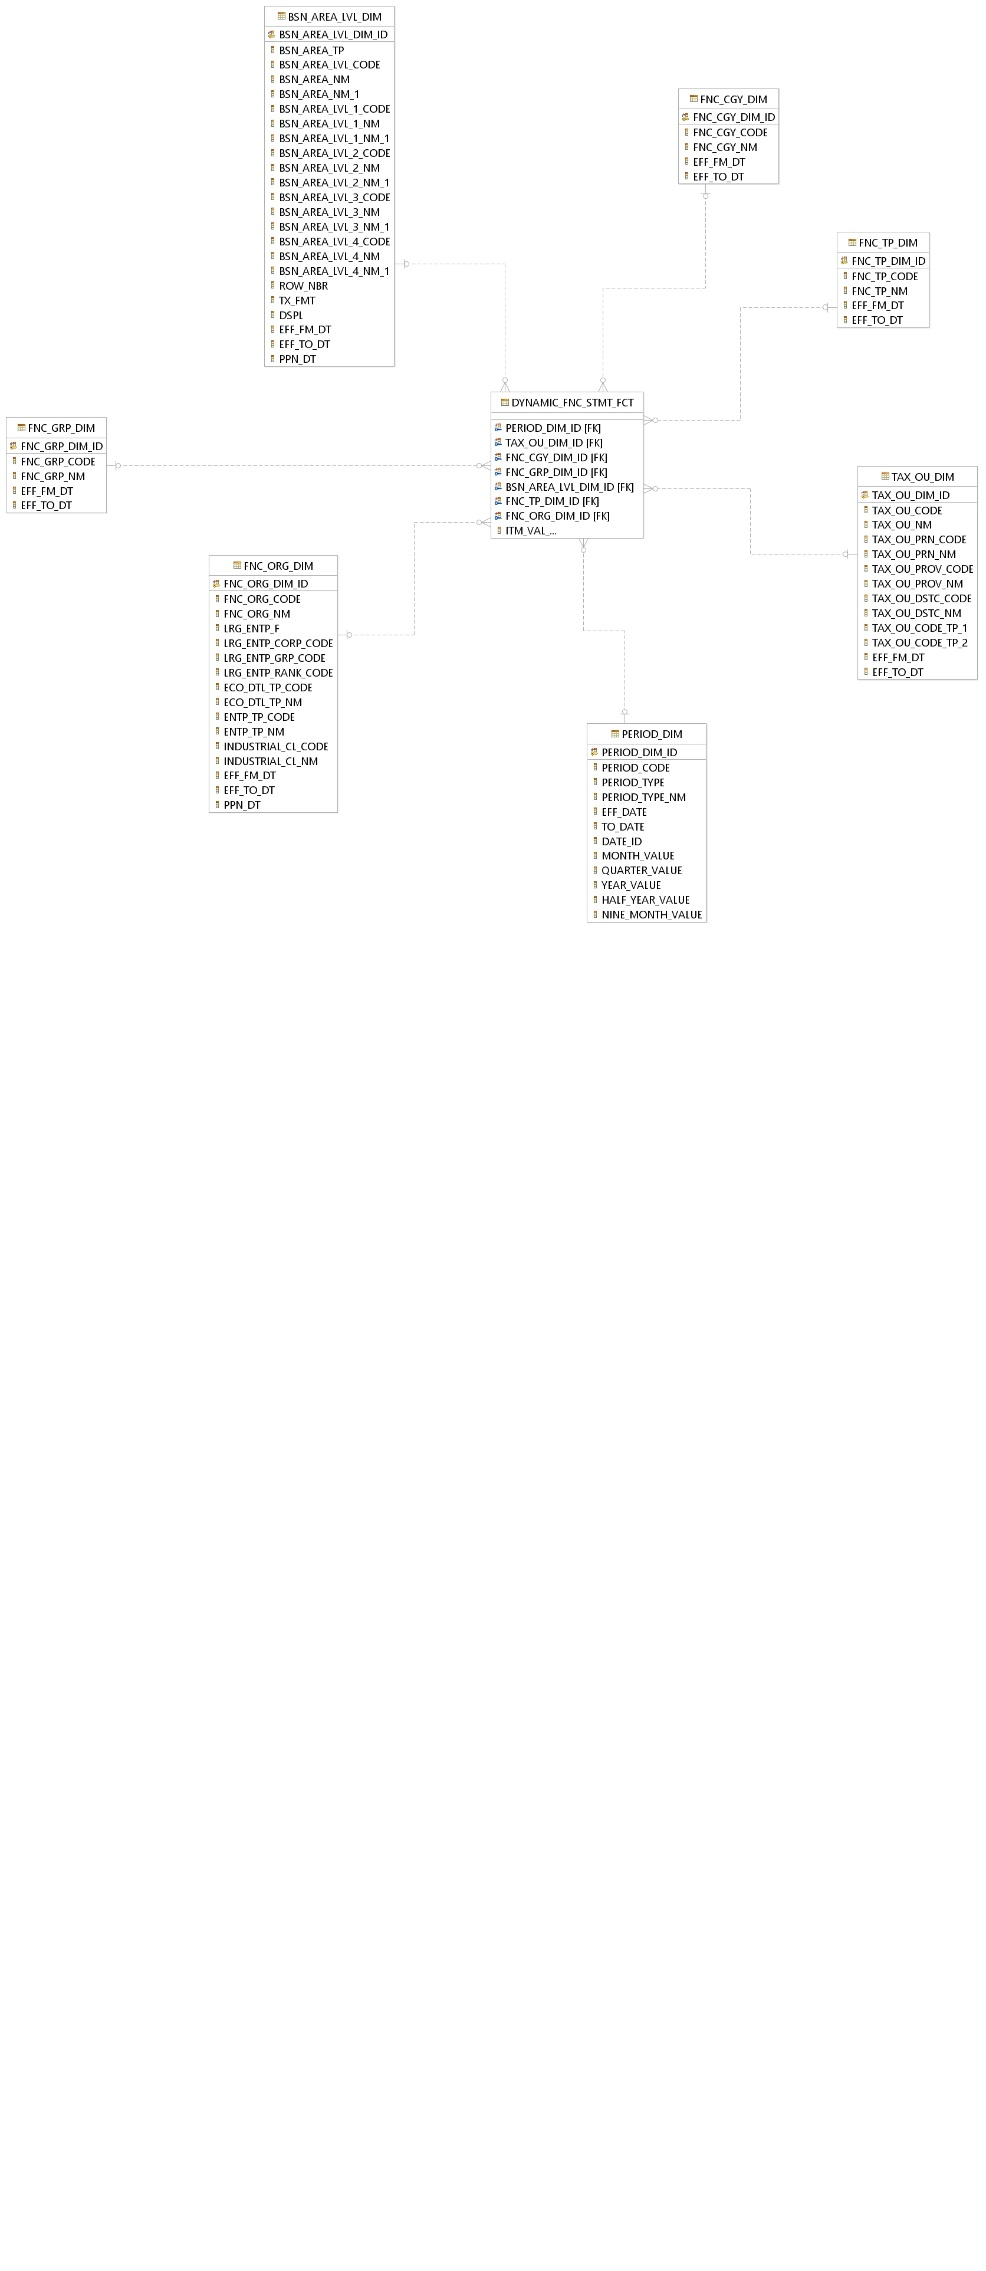 BSN_AREA_LVL_DIM
BSN_AREA_LVL_DIM_ID
BSN_AREA_TP
BSN_AREA_LVL_CODE
BSN_AREA_NM
BSN_AREA_NM_1
BSN_AREA_LVL_1_CODE
BSN_AREA_LVL_1_NM
BSN_AREA_LVL_1_NM_1
BSN_AREA_LVL_2_CODE
BSN_AREA_LVL_2_NM
BSN_AREA_LVL_2_NM_1
BSN_AREA_LVL_3_CODE
BSN_AREA_LVL_3_NM
BSN_AREA_LVL_3_NM_1
BSN_AREA_LVL_4_CODE
BSN_AREA_LVL_4_NM
BSN_AREA_LVL_4_NM_1
ROW_NBR
TX_FMT
DSPL
EFF_FM_DT
EFF_TO_DT
PPN_DT
FNC_CGY_DIM
FNC_CGY_DIM_ID
FNC_CGY_CODE
FNC_CGY_NM
EFF_FM_DT
EFF_TO_DT
FNC_TP_DIM
FNC_TP_DIM_ID
FNC_TP_CODE
FNC_TP_NM
EFF_FM_DT
EFF_TO_DT
DYNAMIC_FNC_STMT_FCT
PERIOD_DIM_ID [FK]
TAX_OU_DIM_ID [FK]
FNC_CGY_DIM_ID [FK]
FNC_GRP_DIM_ID [FK]
BSN_AREA_LVL_DIM_ID [FK]
FNC_TP_DIM_ID [FK]
FNC_ORG_DIM_ID [FK]
ITM_VAL_...
FNC_GRP_DIM
FNC_GRP_DIM_ID
FNC_GRP_CODE
FNC_GRP_NM
EFF_FM_DT
EFF_TO_DT
TAX_OU_DIM
TAX_OU_DIM_ID
TAX_OU_CODE
TAX_OU_NM
TAX_OU_PRN_CODE
TAX_OU_PRN_NM
TAX_OU_PROV_CODE
TAX_OU_PROV_NM
TAX_OU_DSTC_CODE
TAX_OU_DSTC_NM
TAX_OU_CODE_TP_1
TAX_OU_CODE_TP_2
EFF_FM_DT
EFF_TO_DT
FNC_ORG_DIM
FNC_ORG_DIM_ID
FNC_ORG_CODE
FNC_ORG_NM
LRG_ENTP_F
LRG_ENTP_CORP_CODE
LRG_ENTP_GRP_CODE
LRG_ENTP_RANK_CODE
ECO_DTL_TP_CODE
ECO_DTL_TP_NM
ENTP_TP_CODE
ENTP_TP_NM
INDUSTRIAL_CL_CODE
INDUSTRIAL_CL_NM
EFF_FM_DT
EFF_TO_DT
PPN_DT
PERIOD_DIM
PERIOD_DIM_ID
PERIOD_CODE
PERIOD_TYPE
PERIOD_TYPE_NM
EFF_DATE
TO_DATE
DATE_ID
MONTH_VALUE
QUARTER_VALUE
YEAR_VALUE
HALF_YEAR_VALUE
NINE_MONTH_VALUE